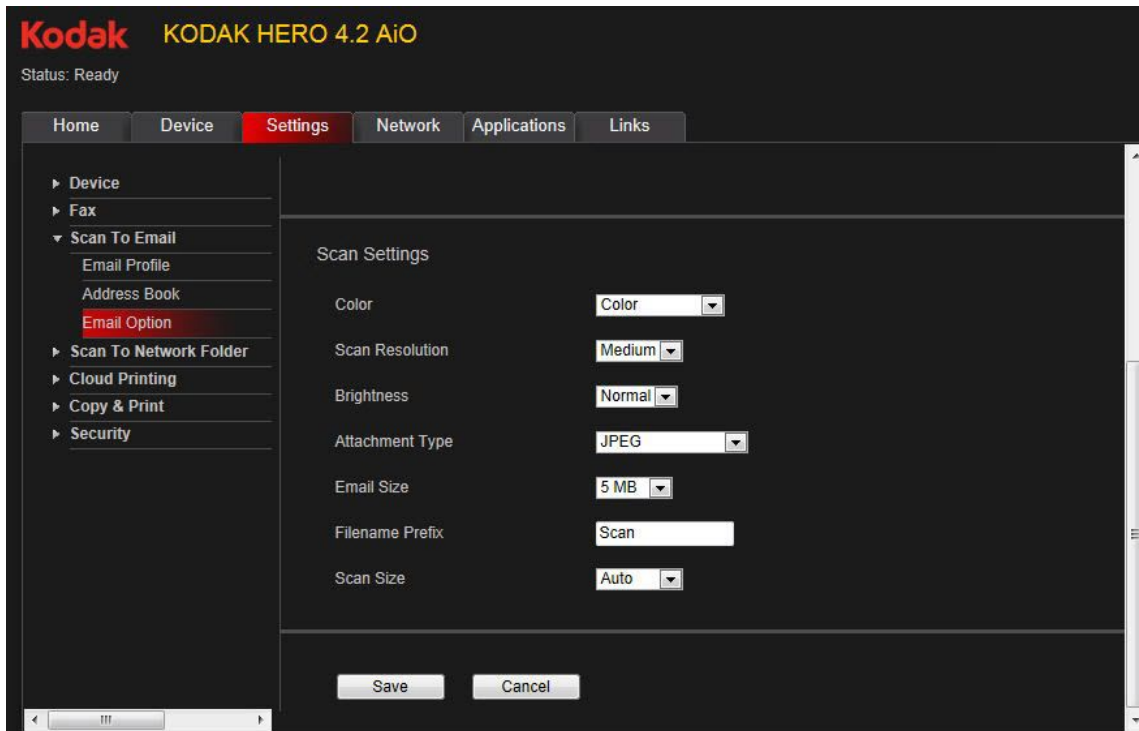 Kodak KODAK HERO 4.2 AiO
Status: Ready
Home Device Settings Network Applications Links
Device
Fax
Scan To Email
Email Profile
Address Book
Email Option
Scan To Network Folder
Cloud Printing
Copy & Print
Security
Scan Settings
Color Color
Scan Resolution Medium
Brightness Normal
Attachment Type JPEG
Email Size 5 MB
Filename Prefix Scan
Scan Size Auto
Save Cancel